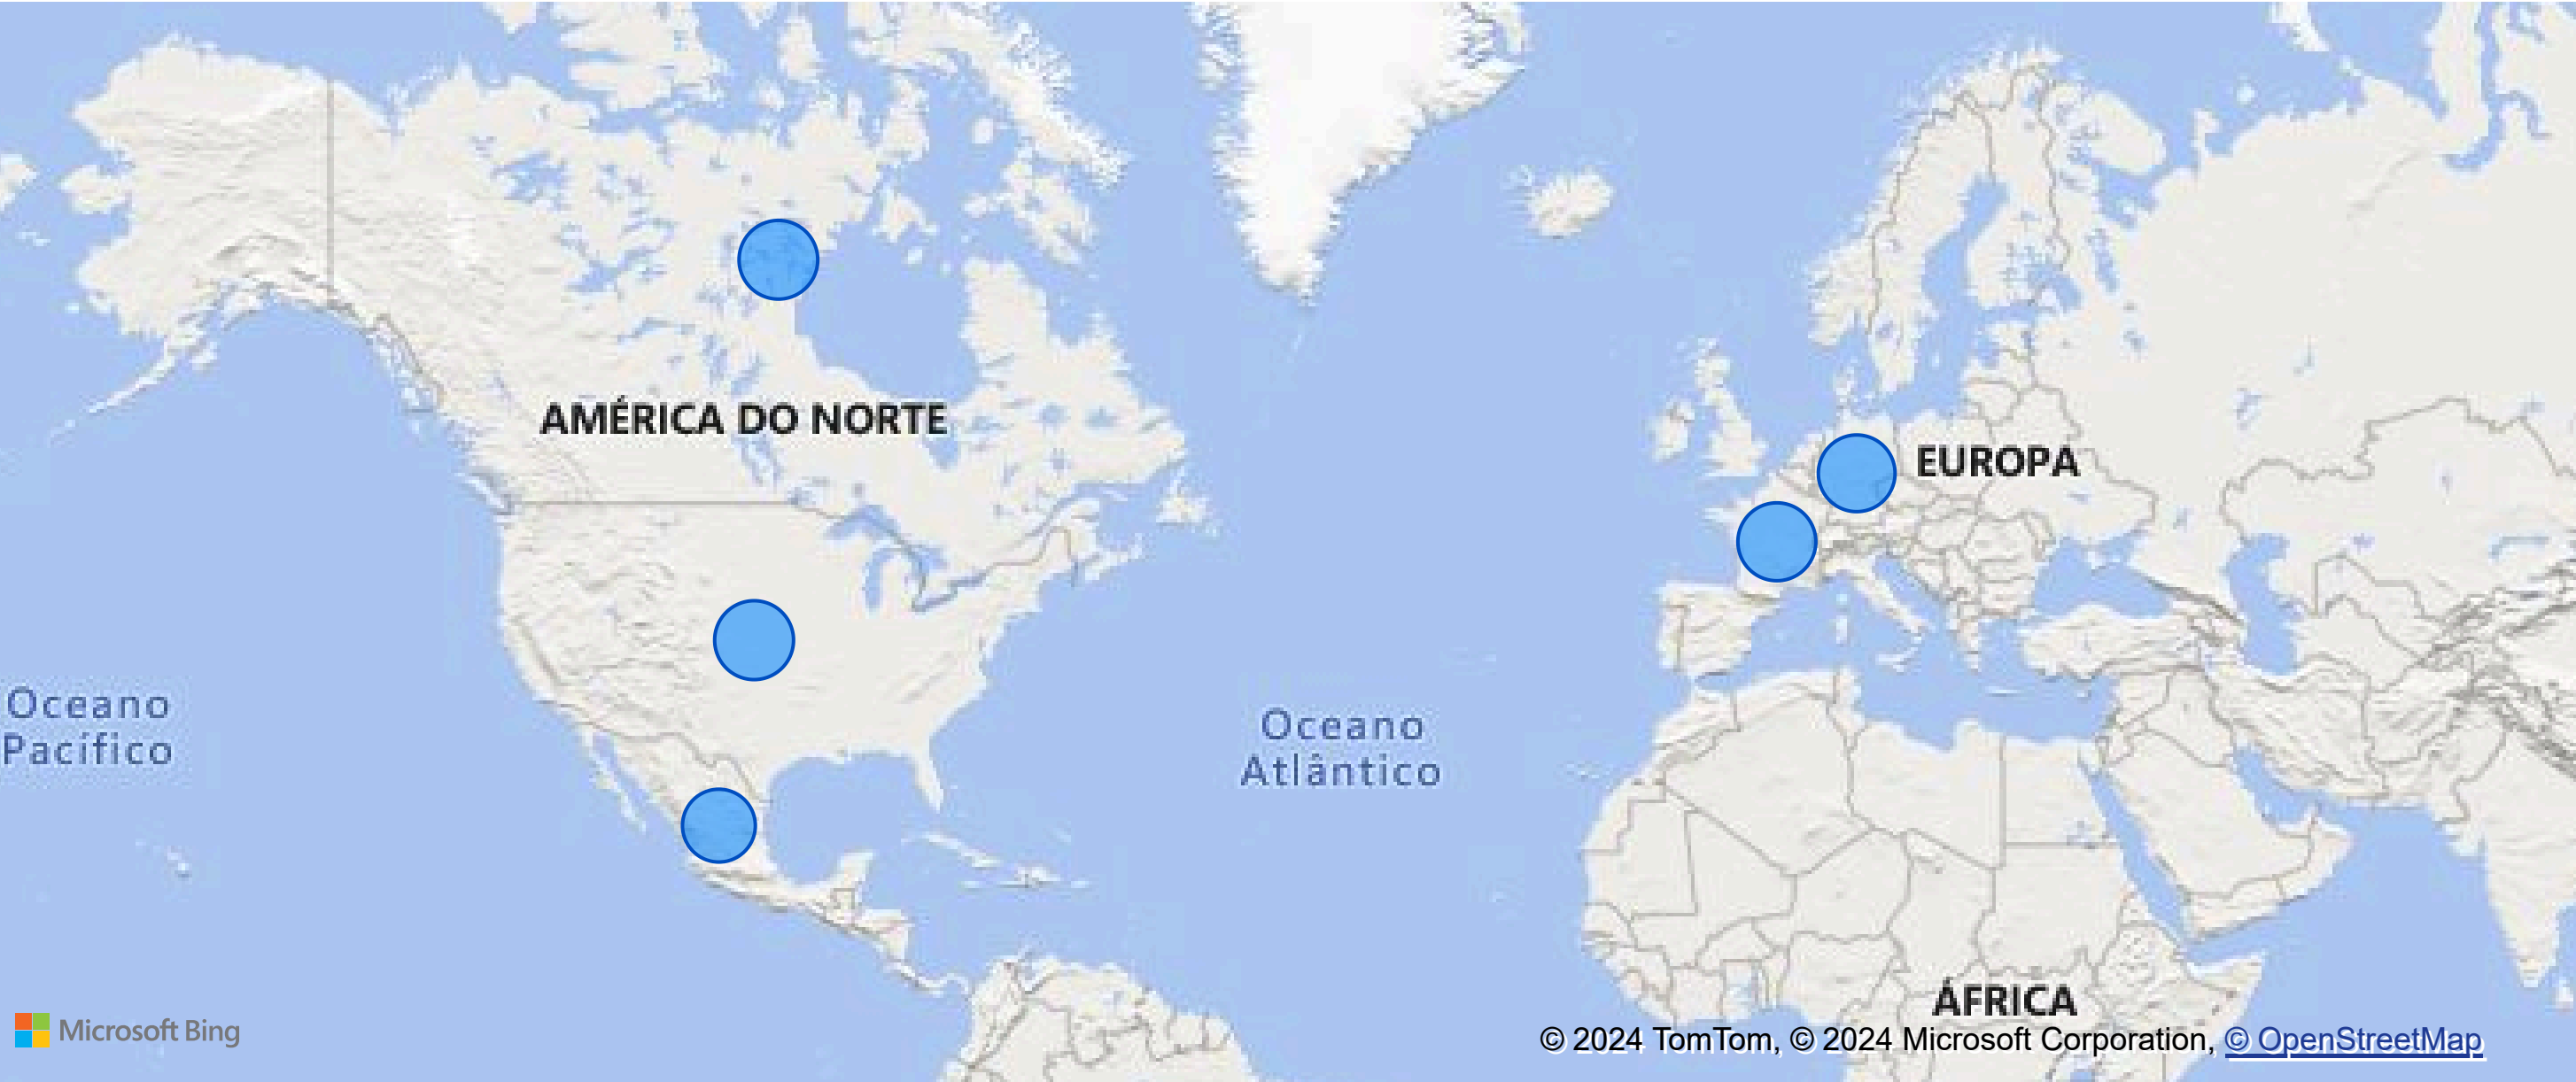 AMÉRICA DO NORTE
EUROPA
Oceano
Pacífico
Oceano
Atlântico
ÁFRICA
Microsoft Bing
© 2024 TomTom, © 2024 Microsoft Corporation, © OpenStreetMap